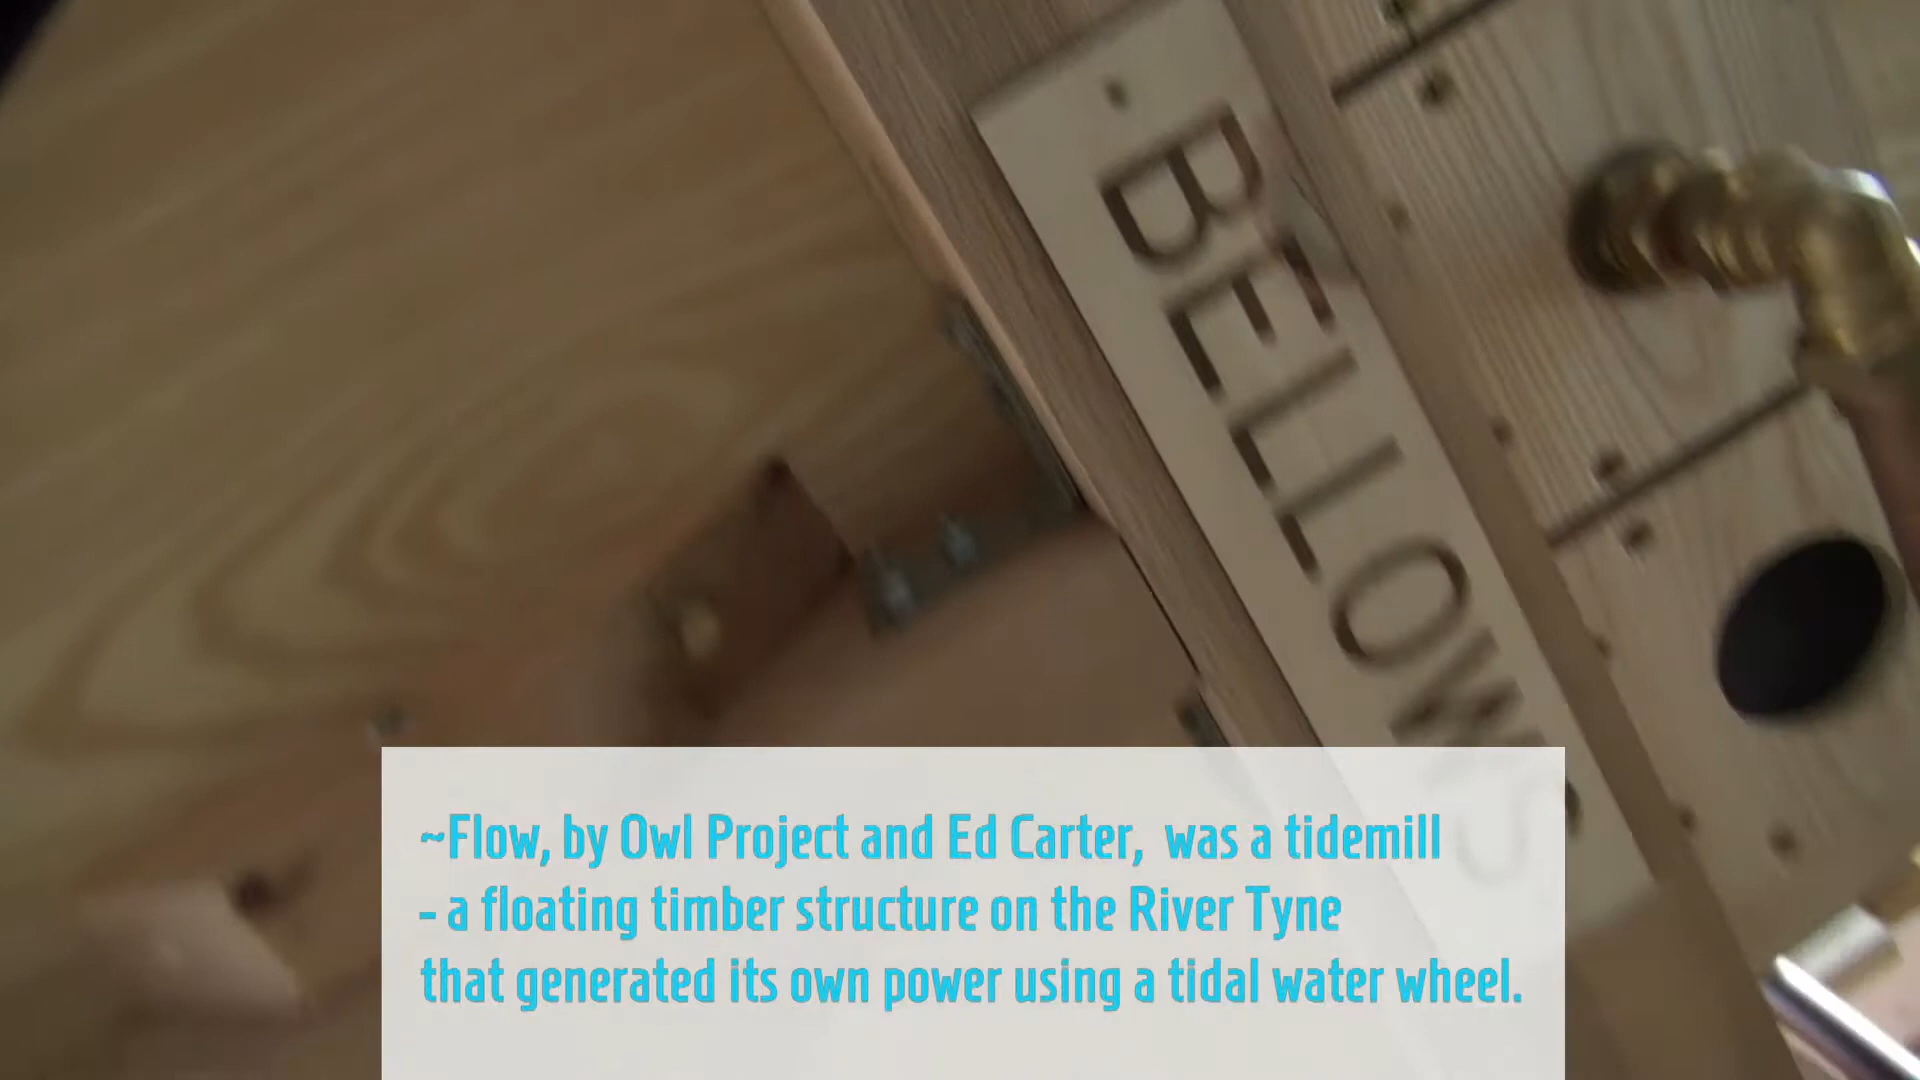 BELLOWS
~Flow, by Owl Project and Ed Carter, was a tidemill
- a floating timber structure on the River Tyne
that generated its own power using a tidal water wheel.